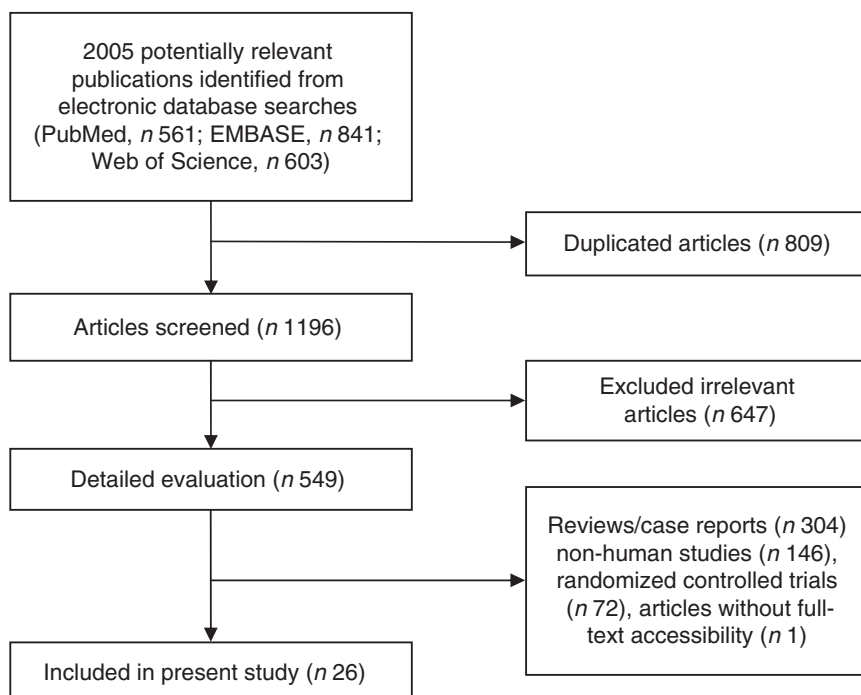 2005 potentially relevant
publications identified from
electronic database searches
(PubMed, n 561; EMBASE, n 841;
Web of Science, n 603)
Duplicated articles (n 809)
Articles screened (n 1196)
Excluded irrelevant
articles (n 647)
Detailed evaluation (n 549)
Reviews/case reports (n 304)
non-human studies (n 146),
randomized controlled trials
(n 72), articles without full-
text accessibility (n 1)
Included in present study (n 26)